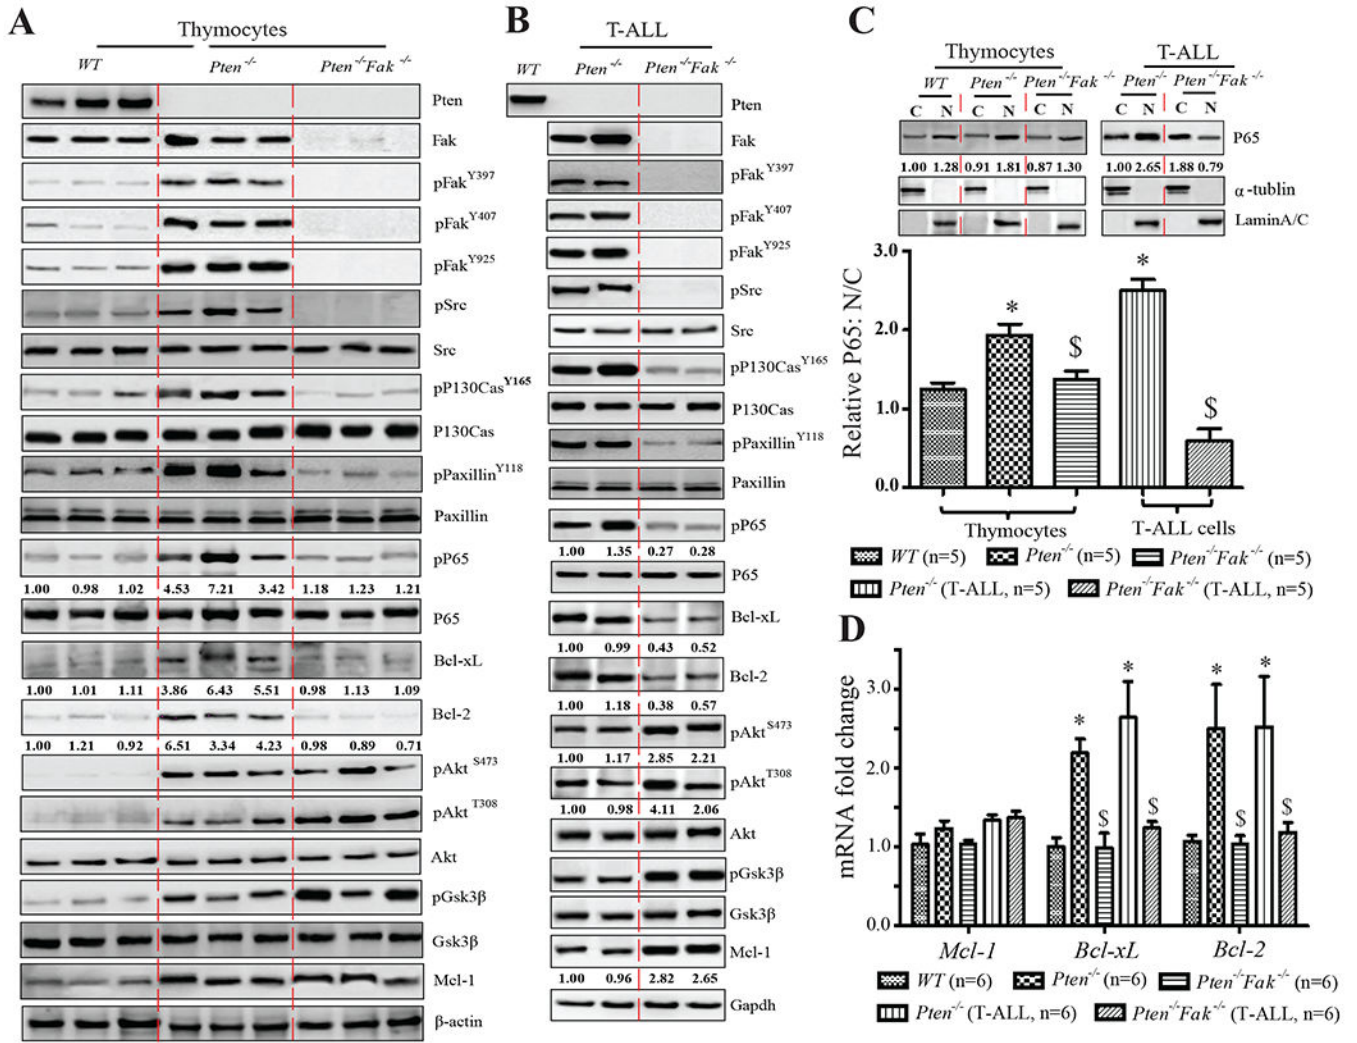 A
Thymocytes
WT Pten-/- Pten-/-Fak-/-
Pten
Fak
pFakY397
pFakY407
pFakY925
pSrc
Src
pP130CasY165
P130Cas
pPaxillinY118
Paxillin
pP65
1.00 0.98 1.02 4.53 7.21 3.42 1.18 1.23 1.21
P65
Bcl-xL
1.00 1.01 1.11 3.86 6.43 5.51 0.98 1.13 1.09
Bcl-2
1.00 1.21 0.92 6.51 3.34 4.23 0.98 0.89 0.71
pAktS473
pAktT308
Akt
pGsk3β
Gsk3β
Mcl-1
β-actin
B
T-ALL
WT Pten-/- Pten-/-Fak-/-
Pten
Fak
pFakY397
pFakY407
pFakY925
pSrc
Src
pP130CasY165
P130Cas
pPaxillinY118
Paxillin
pP65
1.00 1.35 0.27 0.28
P65
Bcl-xL
1.00 0.99 0.43 0.52
Bcl-2
1.00 1.18 0.38 0.57
pAktS473
1.00 1.17 2.85 2.21
pAktT308
1.00 0.98 4.11 2.06
Akt
pGsk3β
Gsk3β
Mcl-1
1.00 0.96 2.82 2.65
Gapdh
C
Thymocytes T-ALL
WT Pten-/- Pten-/-Fak-/- Pten-/- Pten-/-Fak-/-
C N C N C N C N C N
P65
1.00 1.28 0.91 1.81 0.87 1.30 1.00 2.65 1.88 0.79
α-tublin
LaminA/C
Relative P65: N/C
3.0
2.0
1.0
0.0
* $ * $
Thymocytes T-ALL cells
WT (n=5) Pten-/- (n=5) Pten-/-Fak-/- (n=5)
Pten-/- (T-ALL, n=5) Pten-/-Fak-/- (T-ALL, n=5)
D
mRNA fold change
3.0
2.0
1.0
0.0
* $ * $ * $ * $
Mcl-1 Bcl-xL Bcl-2
WT (n=6) Pten-/- (n=6) Pten-/-Fak-/- (n=6)
Pten-/- (T-ALL, n=6) Pten-/-Fak-/- (T-ALL, n=6)